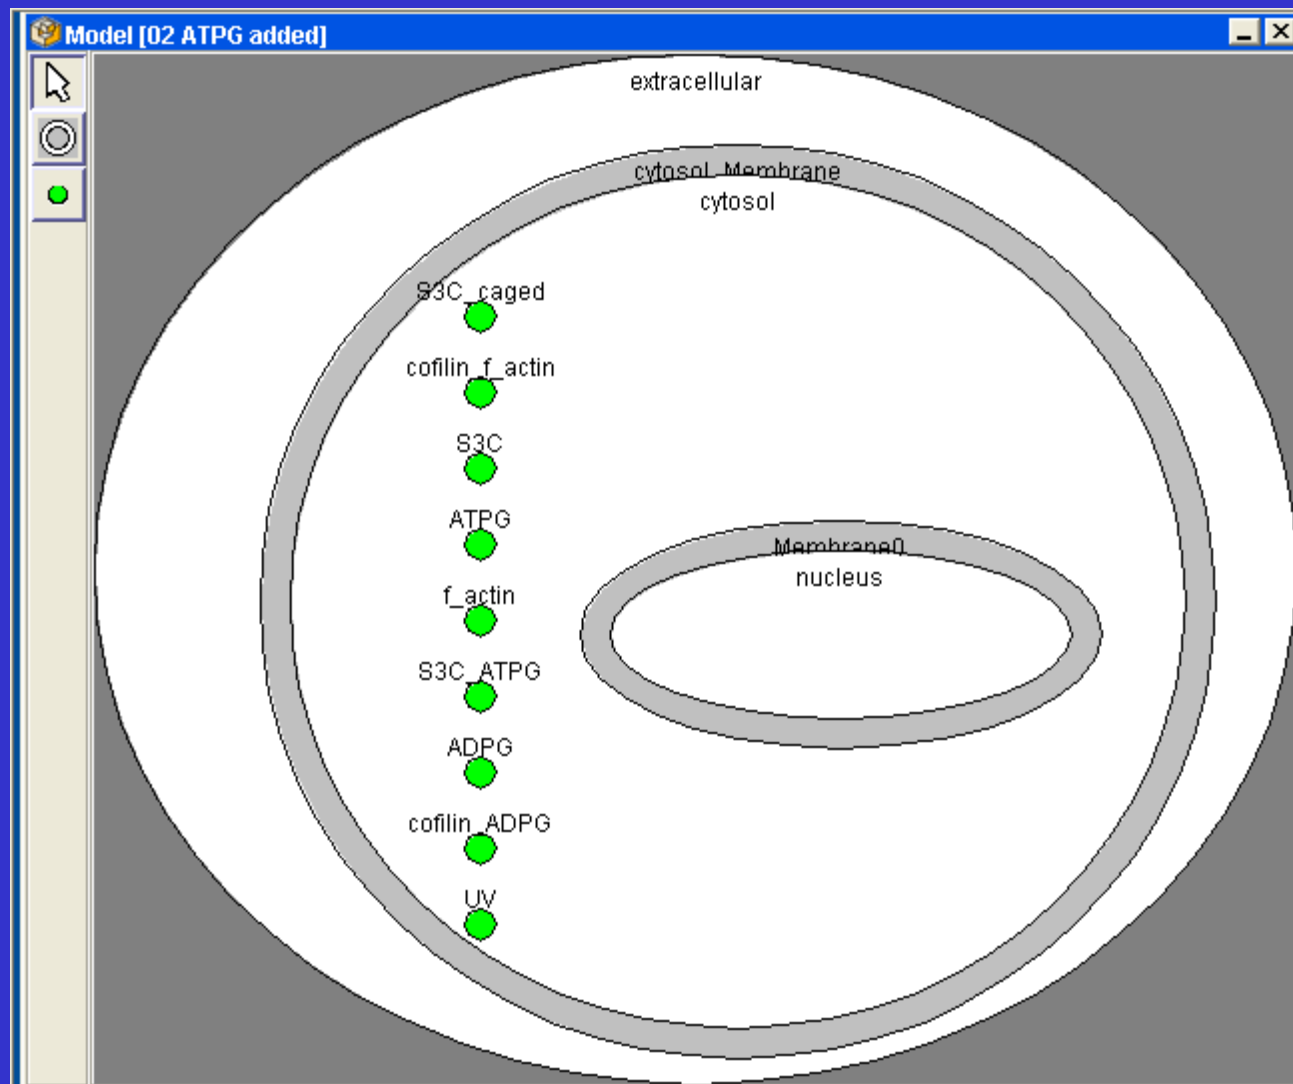 Model [02 ATPG added]
extracellular
cytosol_Membrane
cytosol
S3C_caged
cofilin_f_actin
S3C
ATPG
f_actin
Membrane0
nucleus
S3C_ATPG
ADPG
cofilin_ADPG
UV